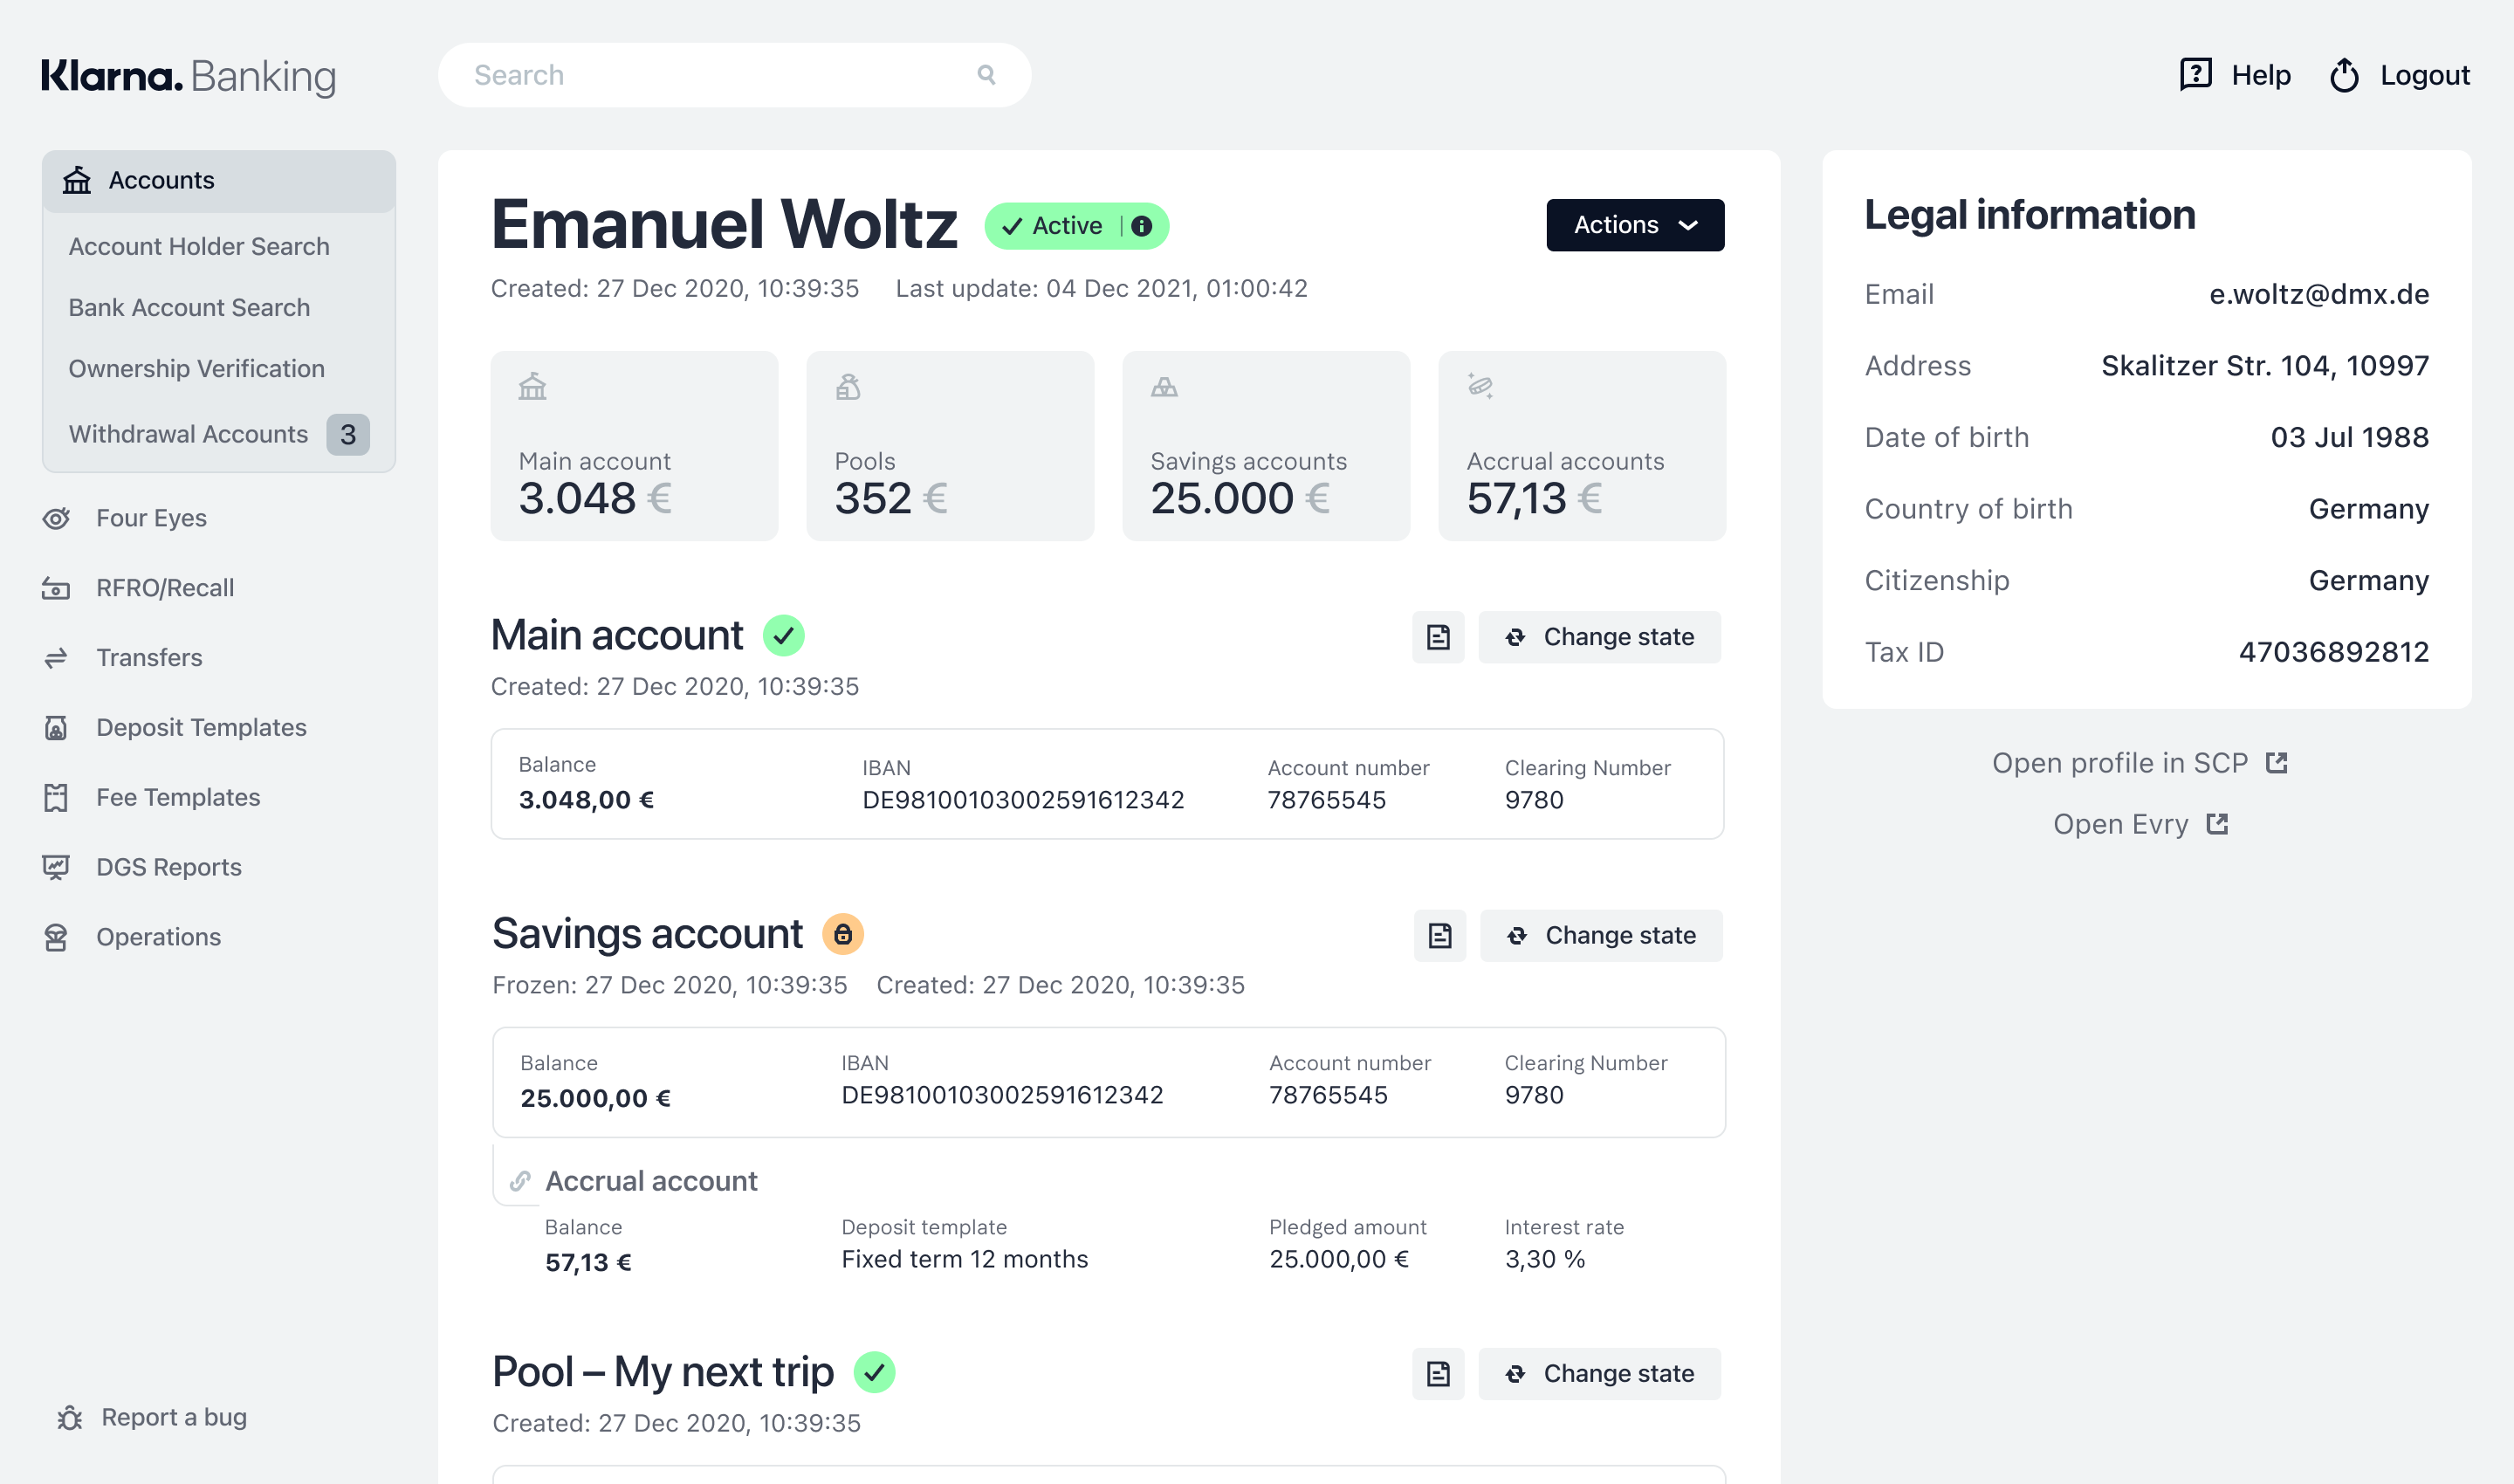 Klarna. Banking
Search
Help
Logout
Accounts
Account Holder Search
Bank Account Search
Ownership Verification
Withdrawal Accounts 3
Four Eyes
RFRO/Recall
Transfers
Deposit Templates
Fee Templates
DGS Reports
Operations
Report a bug
Emanuel Woltz
Active
Actions
Created: 27 Dec 2020, 10:39:35 Last update: 04 Dec 2021, 01:00:42
Main account
3.048 €
Pools
352 €
Savings accounts
25.000 €
Accrual accounts
57,13 €
Main account
Change state
Created: 27 Dec 2020, 10:39:35
Balance IBAN Account number Clearing Number
3.048,00 € DE98100103002591612342 78765545 9780
Savings account
Change state
Frozen: 27 Dec 2020, 10:39:35 Created: 27 Dec 2020, 10:39:35
Balance IBAN Account number Clearing Number
25.000,00 € DE98100103002591612342 78765545 9780
Accrual account
Balance Deposit template Pledged amount Interest rate
57,13 € Fixed term 12 months 25.000,00 € 3,30 %
Pool – My next trip
Change state
Created: 27 Dec 2020, 10:39:35
Legal information
Email e.woltz@dmx.de
Address Skalitzer Str. 104, 10997
Date of birth 03 Jul 1988
Country of birth Germany
Citizenship Germany
Tax ID 47036892812
Open profile in SCP
Open Evry